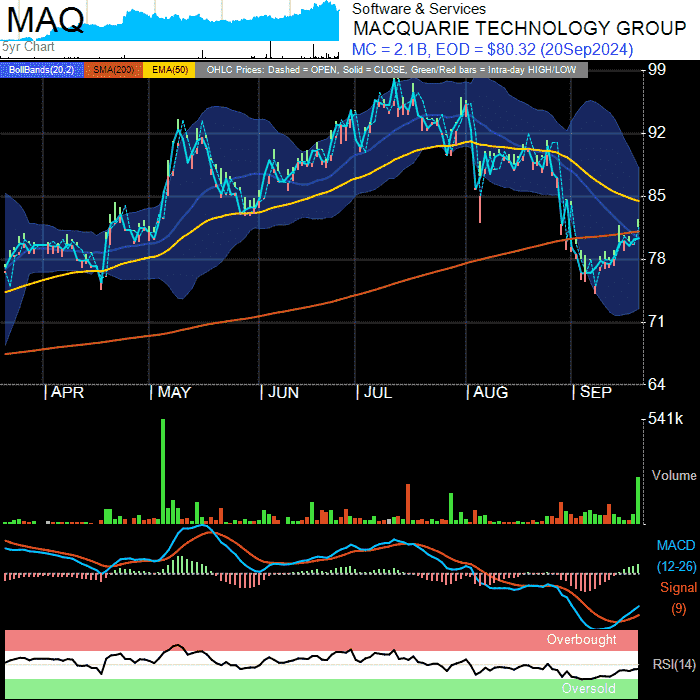 MAQ
5yr Chart
Software & Services
MACQUARIE TECHNOLOGY GROUP
MC = 2.1B, EOD = $80.32 (20Sep2024)
BollBands(20,2) SMA(200) EMA(50) OHLC Prices: Dashed = OPEN, Solid = CLOSE, Green/Red bars = Intra-day HIGH/LOW
99
92
85
78
71
64
| APR | MAY | JUN | JUL | AUG | SEP
541k
Volume
MACD
(12-26)
Signal
(9)
Overbought
RSI(14)
Oversold